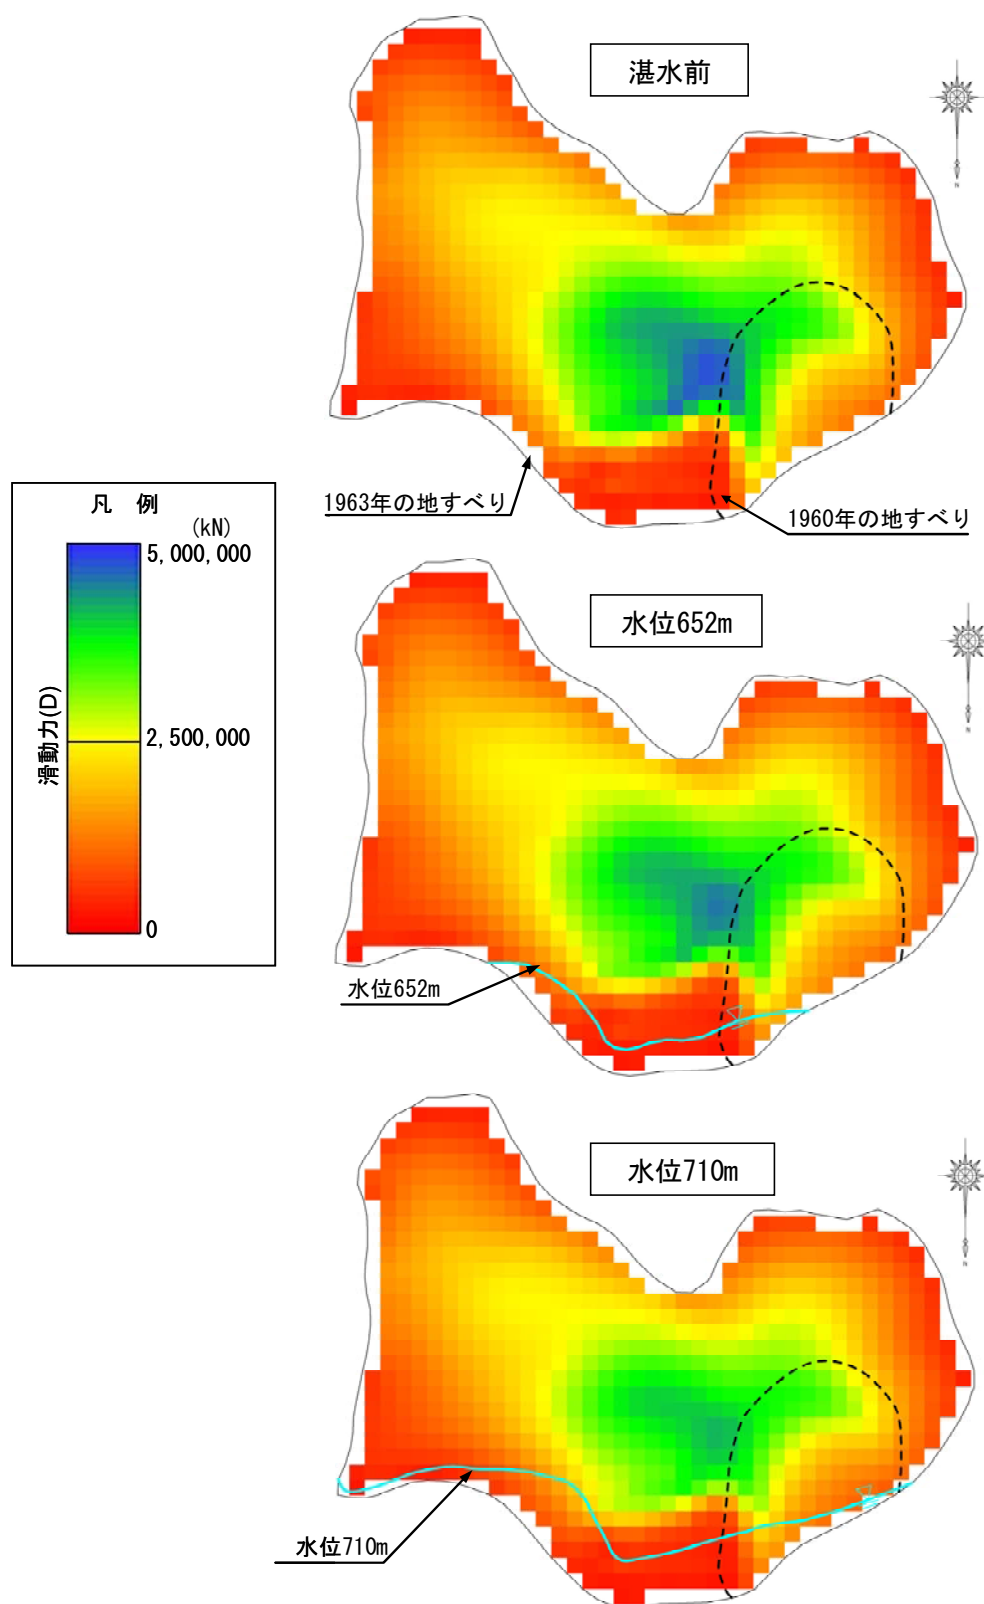 湛水前
N
1963年の地すべり
1960年の地すべり
凡 例
(kN)
5,000,000
2,500,000
0
滑動力(D)
水位652m
N
水位652m
水位710m
N
水位710m